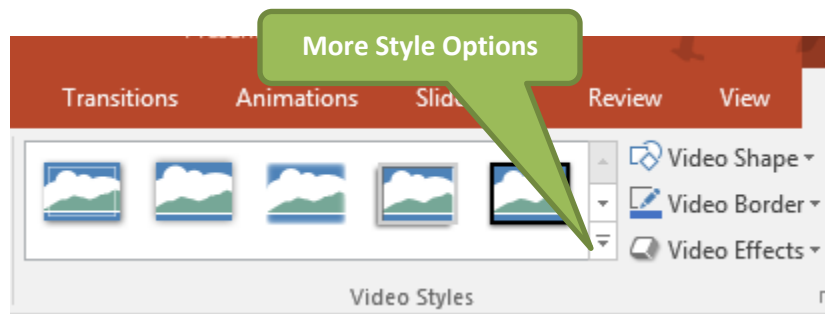 More Style Options
Transitions Animations Review View
Video Shape
Video Border
Video Effects
Video Styles